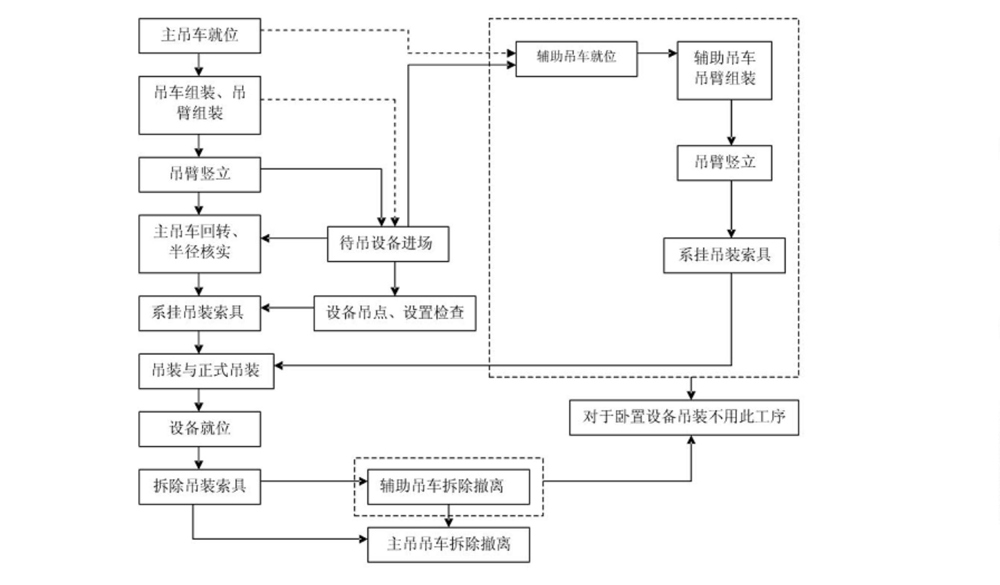 主吊车就位
吊车组装、吊
臂组装
吊臂竖立
主吊车回转、
半径核实
系挂吊装索具
吊装与正式吊装
设备就位
拆除吊装索具
待吊设备进场
设备吊点、设置检查
辅助吊车就位
辅助吊车
吊臂组装
吊臂竖立
系挂吊装索具
对于卧置设备吊装不用此工序
辅助吊车拆除撤离
主吊吊车拆除撤离